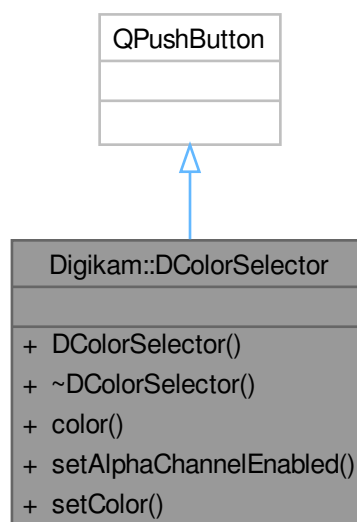 QPushButton
Digikam::DColorSelector
+ DColorSelector()
+ ~DColorSelector()
+ color()
+ setAlphaChannelEnabled()
+ setColor()